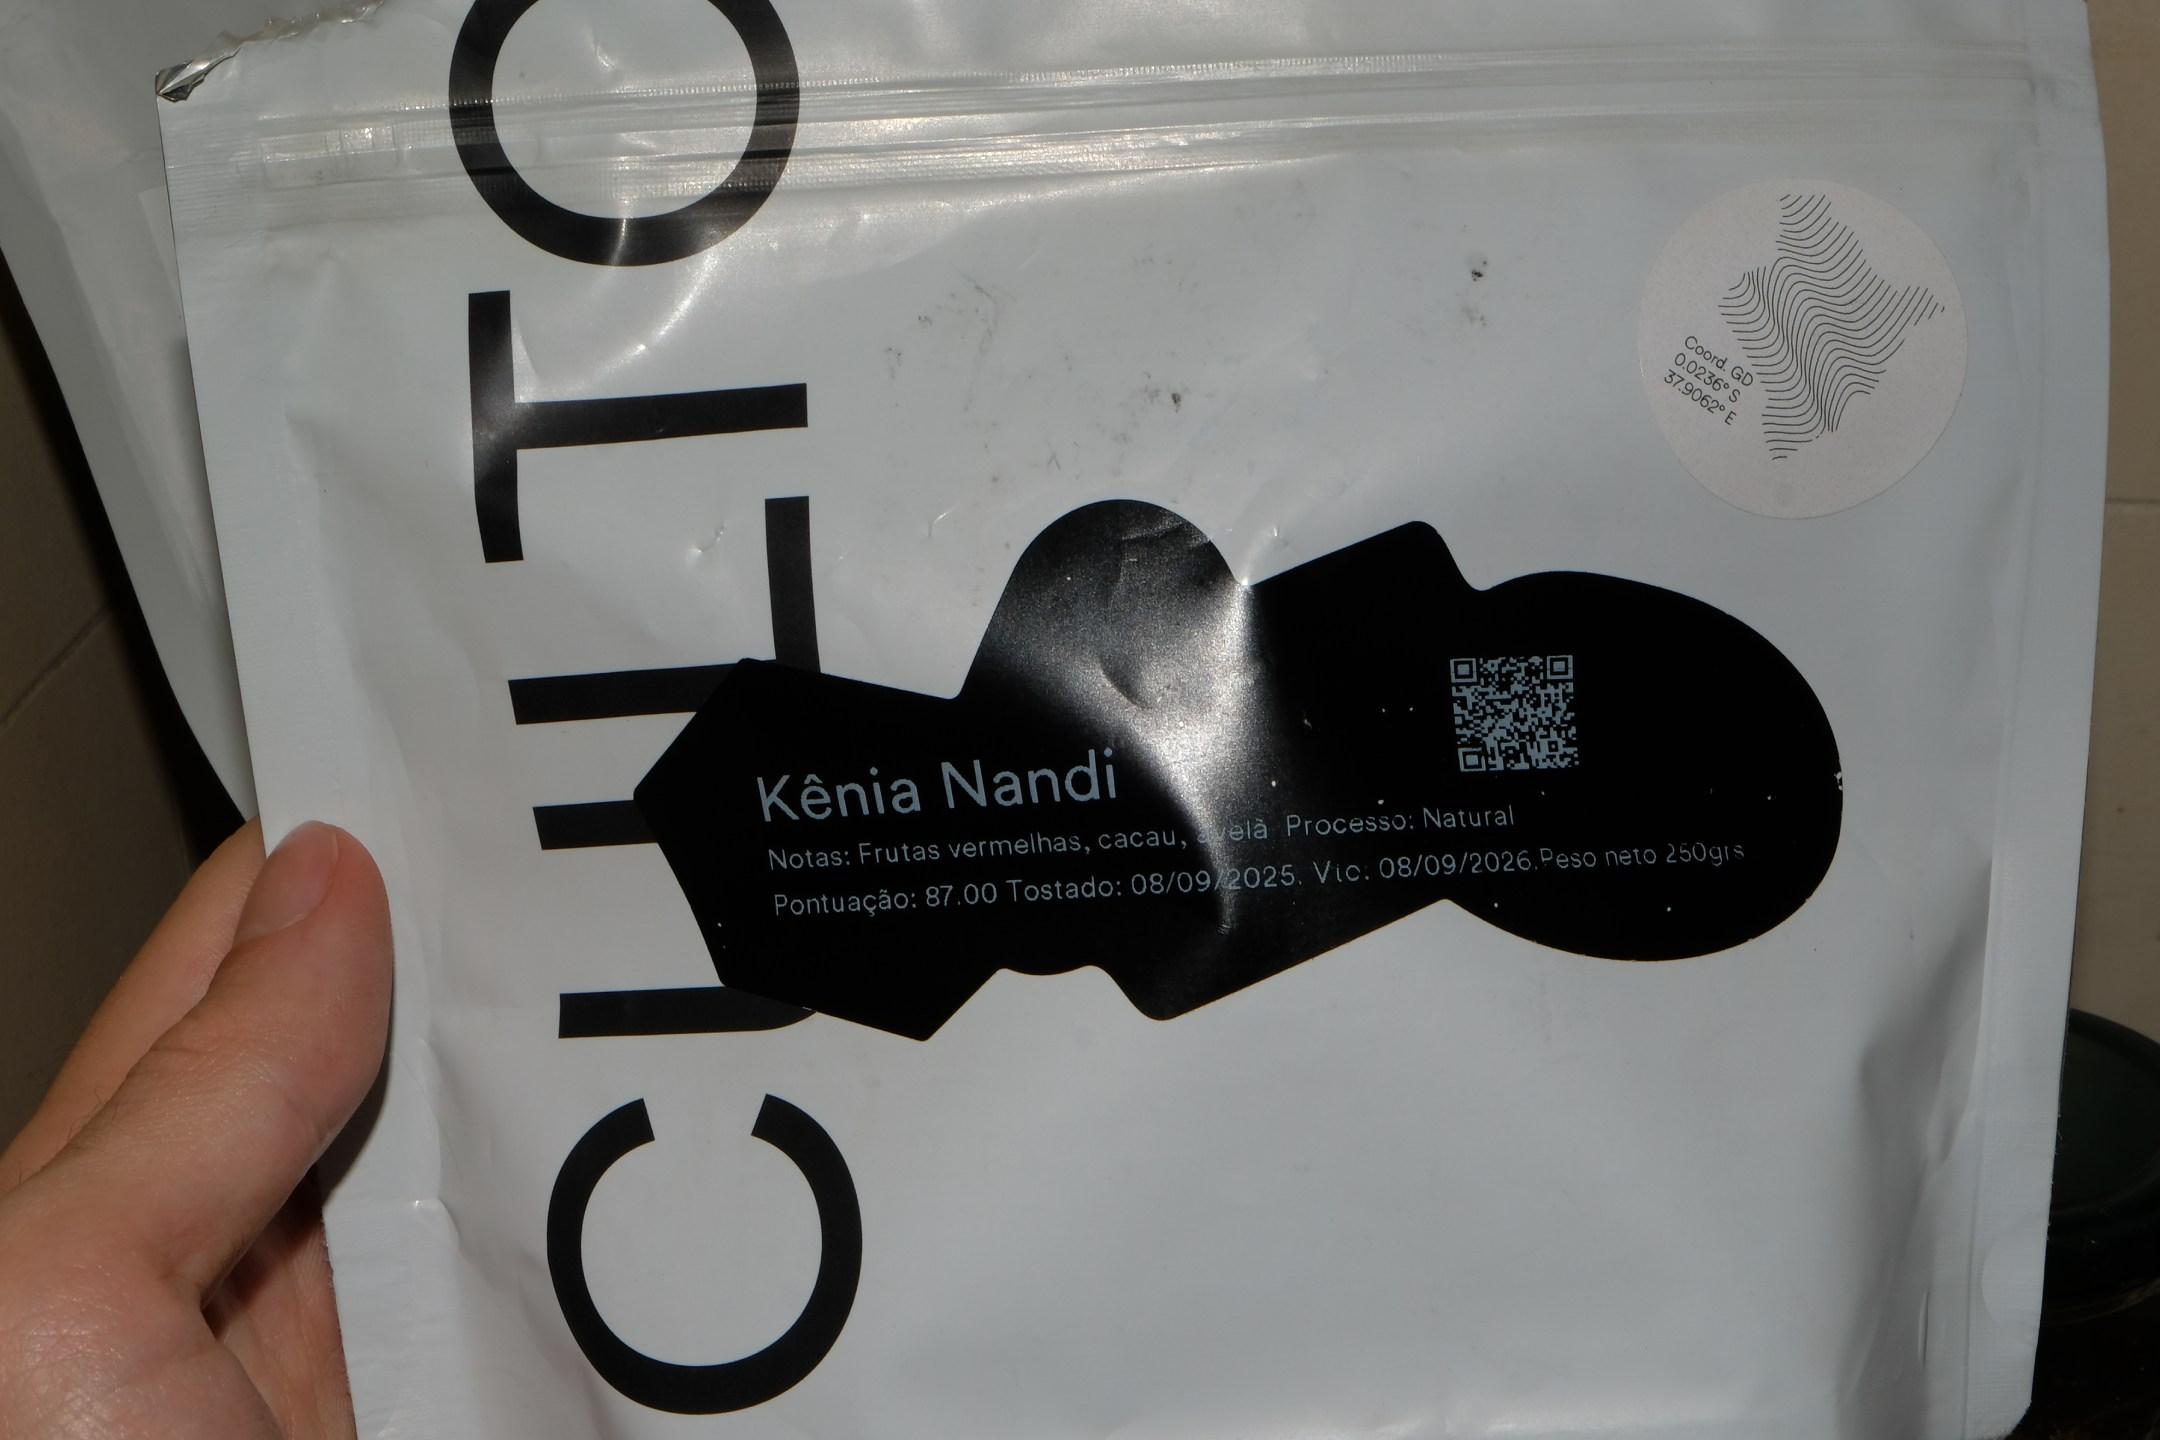 CULTO
Coord. GD
0.0236° S
37.9062° E
Kênia Nandi
Notas: Frutas vermelhas, cacau, avelã Processo: Natural
Pontuação: 87.00 Tostado: 08/09/2025. Vic: 08/09/2026.Peso neto 250grs